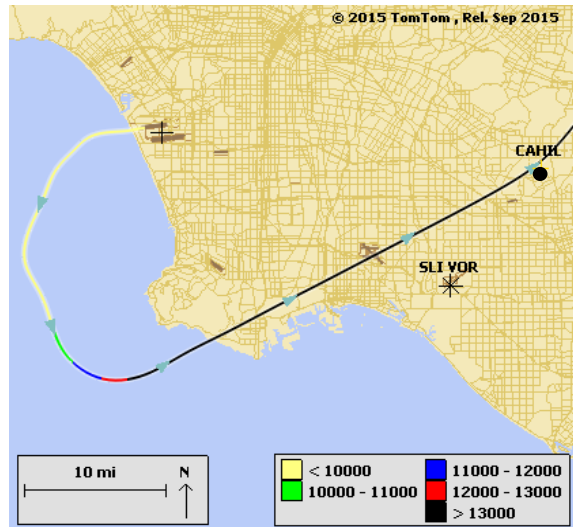 © 2015 TomTom , Rel. Sep 2015
CAHIL
SLI VOR
10 mi
N
< 10000
11000 - 12000
10000 - 11000
12000 - 13000
> 13000